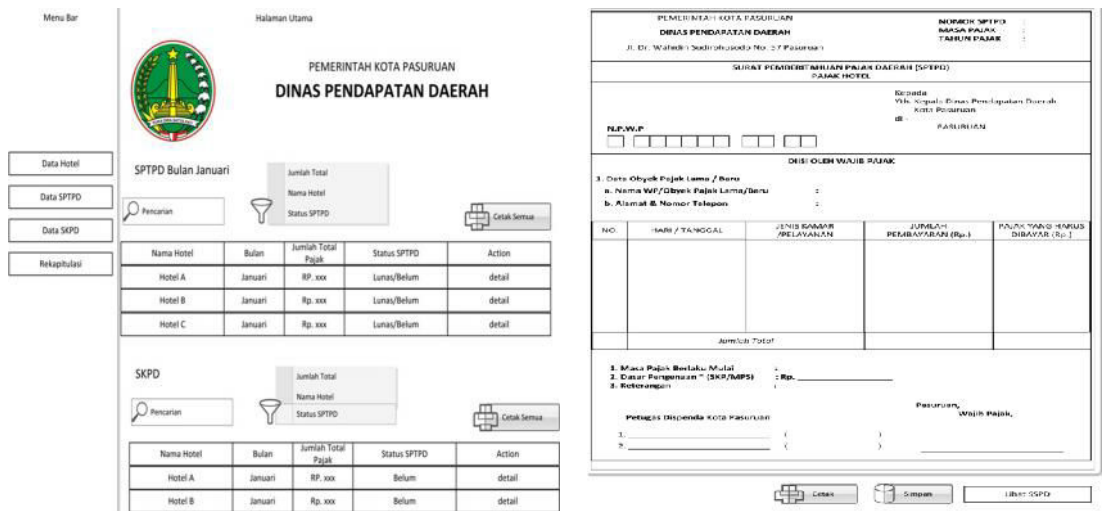 Menu Bar
Halaman Utama
PEMERINTAH KOTA PASURUAN
DINAS PENDAPATAN DAERAH
Data Hotel
Data SPTPD
Data SKPD
Rekapitulasi
SPTPD Bulan Januari
Jumlah Total
Nama Hotel
Status SPTPD
Pencarian
Cetak Semua
Nama Hotel Bulan Jumlah Total Pajak Status SPTPD Action
Hotel A Januari RP. xxx Lunas/Belum detail
Hotel B Januari Rp. xxx Lunas/Belum detail
Hotel C Januari Rp. xxx Lunas/Belum detail
SKPD
Jumlah Total
Nama Hotel
Status SPTPD
Pencarian
Cetak Semua
Nama Hotel Bulan Jumlah Total Pajak Status SPTPD Action
Hotel A Januari RP. xxx Belum detail
Hotel B Januari Rp. xxx Belum detail
PEMERINTAH KOTA PASURUAN
DINAS PENDAPATAN DAERAH
Jl. Dr. Wahidin Sudirohusodo No. 57 Pasuruan
NOMOR SPTPD :
MASA PAJAK :
TAHUN PAJAK :
SURAT PEMBERITAHUAN PAJAK DAERAH (SPTPD)
PAJAK HOTEL
Kepada
Yth. Kepala Dinas Pendapatan Daerah
Kota Pasuruan
di -
PASURUAN
N.P.W.P
DIISI OLEH WAJIB PAJAK
1. Data Obyek Pajak Lama / Baru
a. Nama WP/Obyek Pajak Lama/Baru :
b. Alamat & Nomor Telepon :
NO. HARI / TANGGAL JENIS KAMAR /PELAYANAN JUMLAH PEMBAYARAN (Rp.) PAJAK YANG HARUS DIBAYAR (Rp.)
Jumlah Total
1. Masa Pajak Berlaku Mulai :
2. Dasar Pengenaan * (SKP/MPS) : Rp.
3. Keterangan :
Pasuruan,
Petugas Dispenda Kota Pasuruan
Wajib Pajak,
1. ( )
2. ( )
Cetak
Simpan
Lihat SSPD